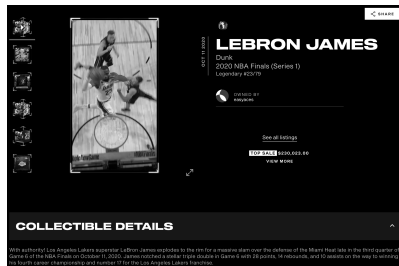 SHARE
OCT 11 2020
LEBRON JAMES
Dunk
2020 NBA Finals (Series 1)
Legendary #23/79
OWNED BY
easyaces
See all listings
TOP SALE $230,023.00
VIEW MORE
COLLECTIBLE DETAILS
With authority! Los Angeles Lakers superstar LeBron James explodes to the rim for a massive slam over the defense of the Miami Heat late in the third quarter of
Game 6 of the NBA Finals on October 11, 2020. James notched a stellar triple double in Game 6 with 28 points, 14 rebounds, and 10 assists on the way to winning
his fourth career championship and number 17 for the Los Angeles Lakers franchise.